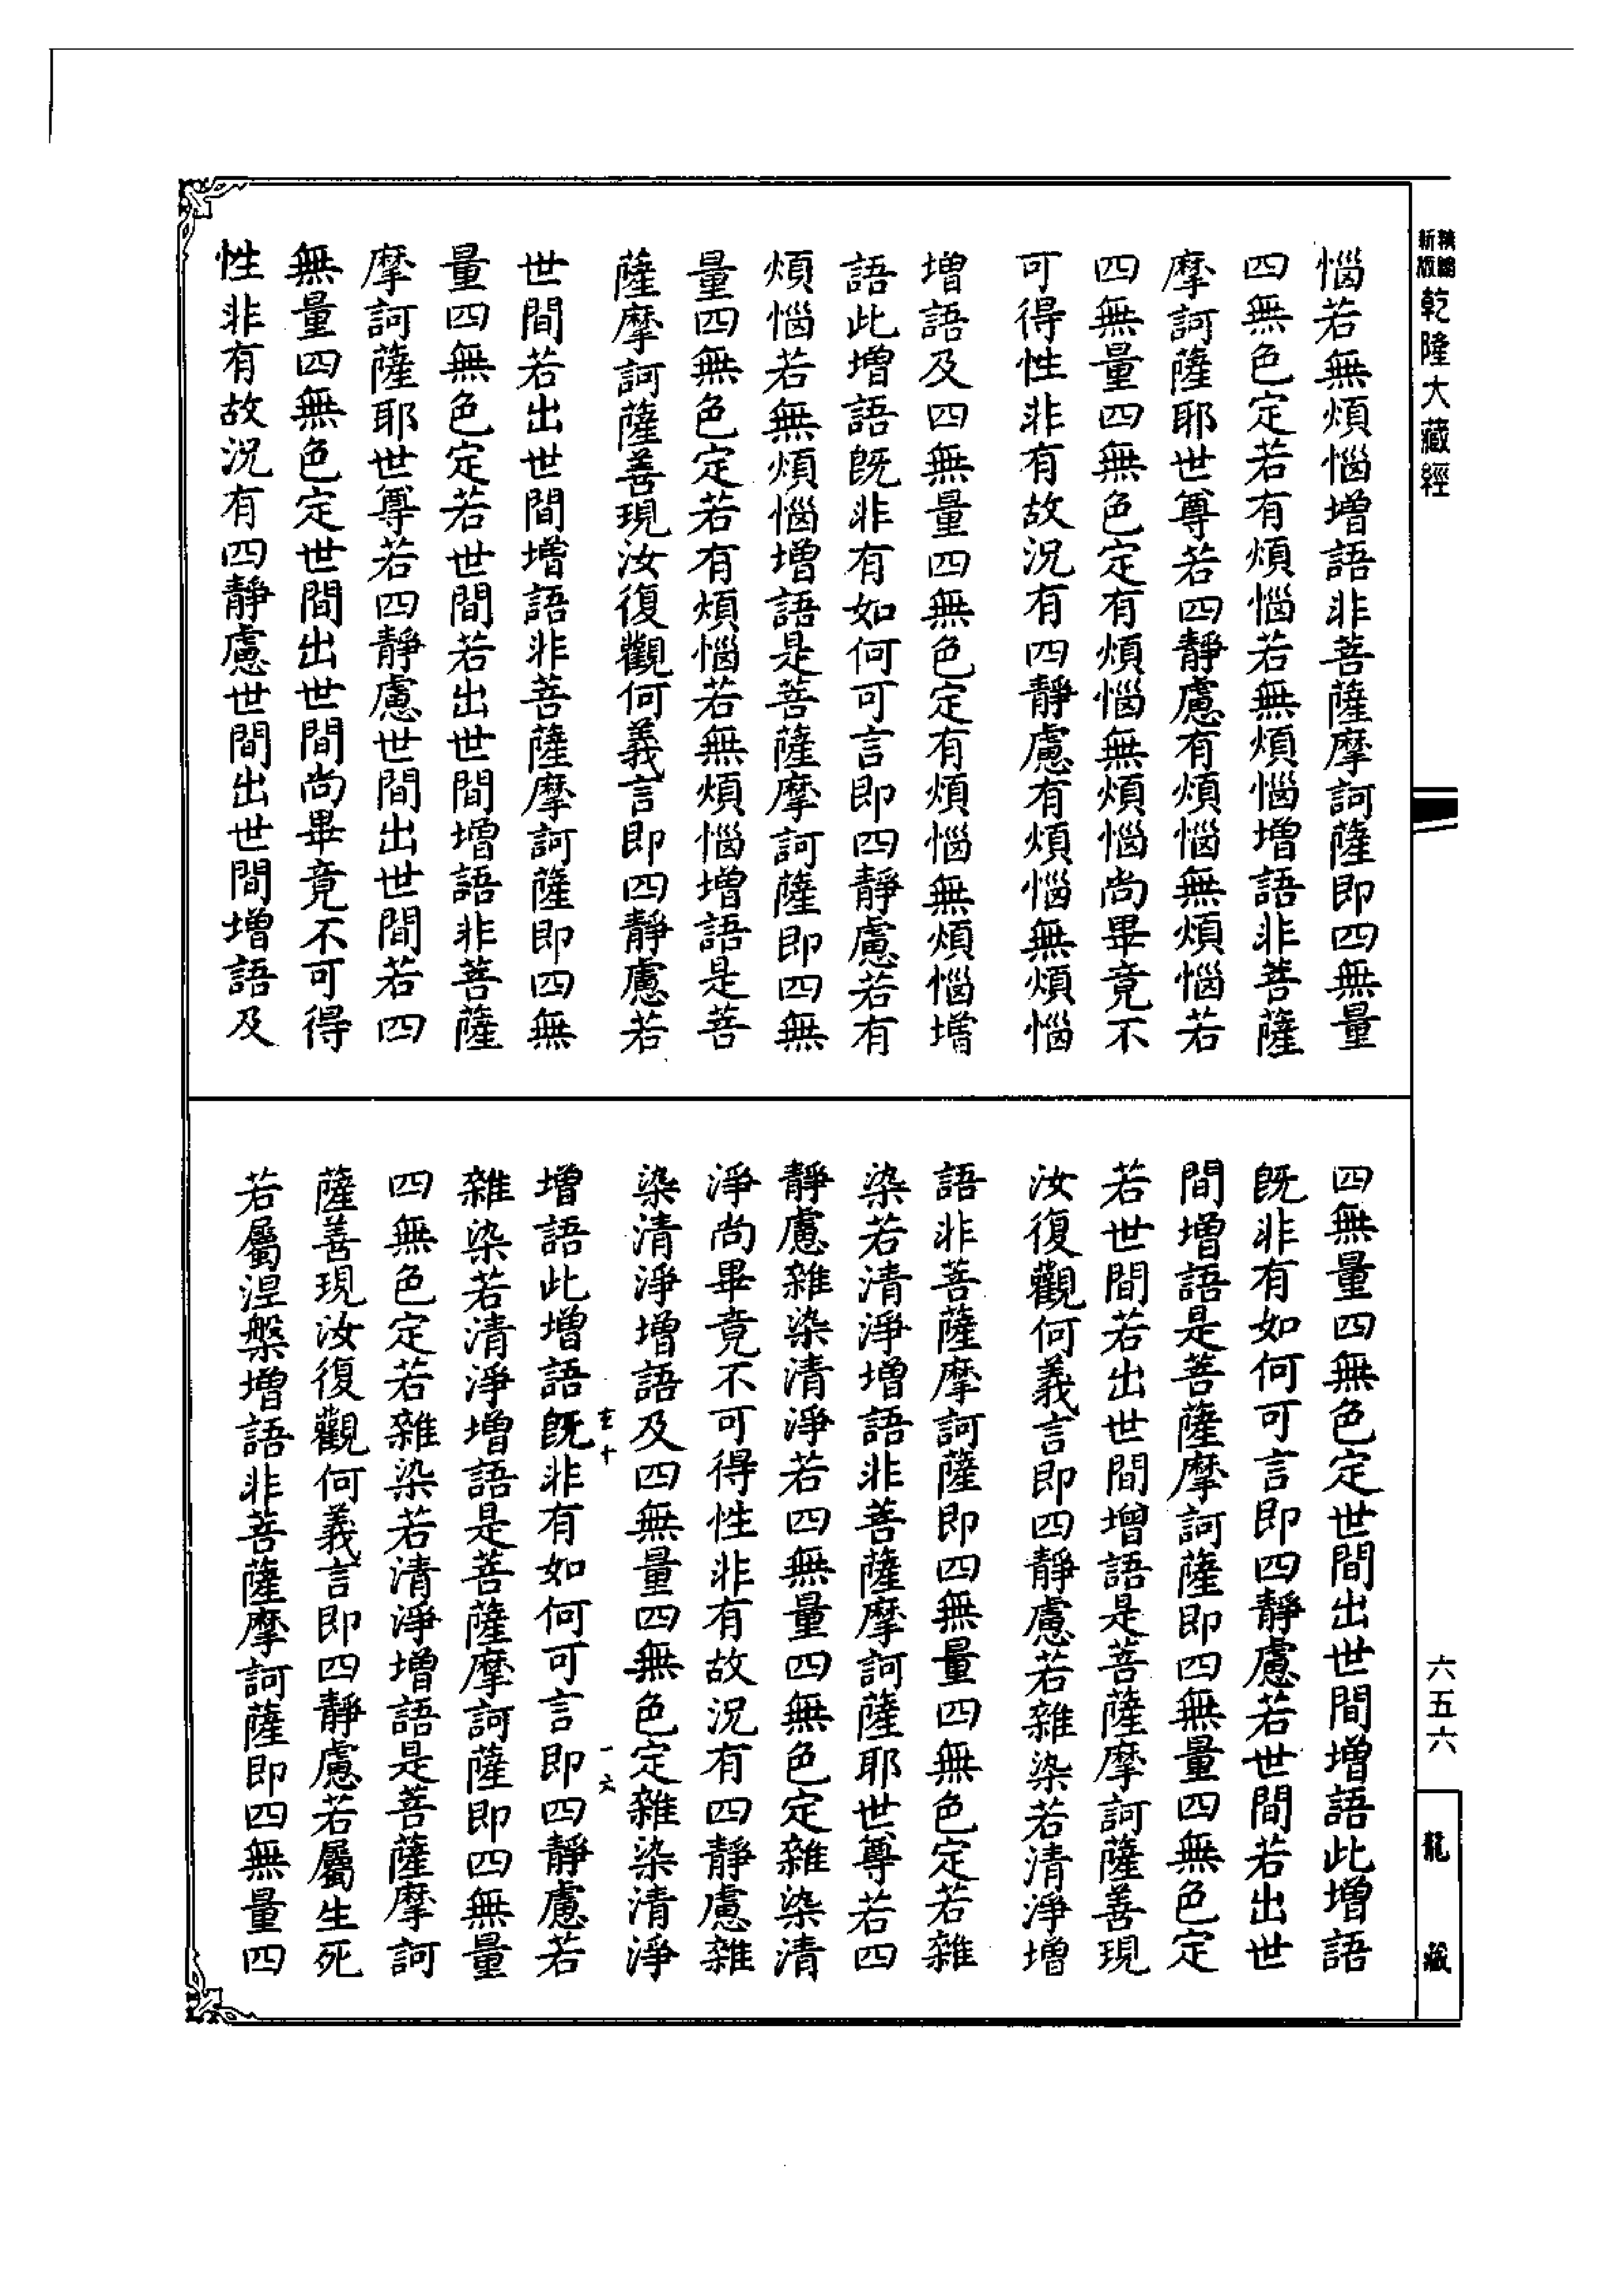 新版
精縮
乾隆大藏經
惱若無煩惱增語非菩薩摩訶薩即四無量
四無色定若有煩惱若無煩惱增語非菩薩
摩訶薩耶世尊若四靜慮有煩惱無煩惱若
四無量四無色定有煩惱無煩惱尚畢竟不
可得性非有故況有四靜慮有煩惱無煩惱
增語及四無量四無色定有煩惱無煩惱增
語此增語既非有如何可言即四靜慮若有
煩惱若無煩惱增語是菩薩摩訶薩即四無
量四無色定若有煩惱若無煩惱增語是菩
薩摩訶薩善現汝復觀何義言即四靜慮若
世間若出世間增語非菩薩摩訶薩即四無
量四無色定若世間若出世間增語非菩薩
摩訶薩耶世尊若四靜慮世間出世間若四
無量四無色定世間出世間尚畢竟不可得
性非有故況有四靜慮世間出世間增語及
四無量四無色定世間出世間增語此增語
既非有如何可言即四靜慮若世間若出世
間增語是菩薩摩訶薩即四無量四無色定
若世間若出世間增語是菩薩摩訶薩善現
汝復觀何義言即四靜慮若雜染若清淨增
語非菩薩摩訶薩即四無量四無色定若雜
染若清淨增語非菩薩摩訶薩耶世尊若四
靜慮雜染清淨若四無量四無色定雜染清
淨尚畢竟不可得性非有故況有四靜慮雜
染清淨增語及四無量四無色定雜染清淨
十
一六
增語此增語既非有如何可言即四靜慮若
雜染若清淨增語是菩薩摩訶薩即四無量
四無色定若雜染若清淨增語是菩薩摩訶
薩善現汝復觀何義言即四靜慮若屬生死
若屬涅槃增語非菩薩摩訶薩即四無量四
六五六
龍藏